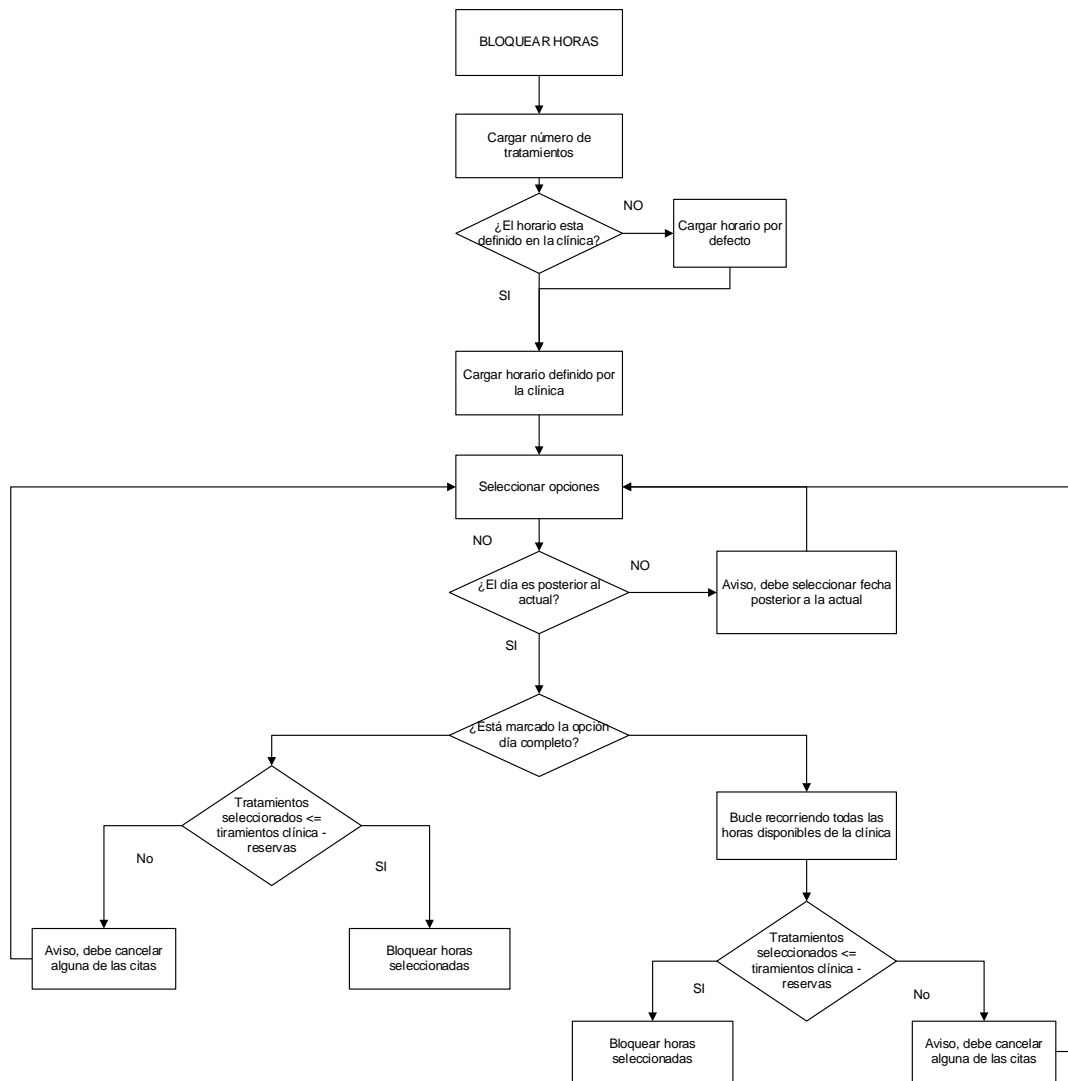 BLOQUEAR HORAS
Cargar número de
tratamientos
¿El horario esta
definido en la clínica?
NO
Cargar horario por
defecto
SI
Cargar horario definido por
la clínica
Seleccionar opciones
NO
¿El día es posterior al
actual?
NO
Aviso, debe seleccionar fecha
posterior a la actual
SI
¿Está marcado la opción
día completo?
Tratamientos
seleccionados <=
tiramientos clínica -
reservas
No
SI
Bucle recorriendo todas las
horas disponibles de la clínica
Aviso, debe cancelar
alguna de las citas
Bloquear horas
seleccionadas
Tratamientos
seleccionados <=
tiramientos clínica -
reservas
SI
No
Bloquear horas
seleccionadas
Aviso, debe cancelar
alguna de las citas